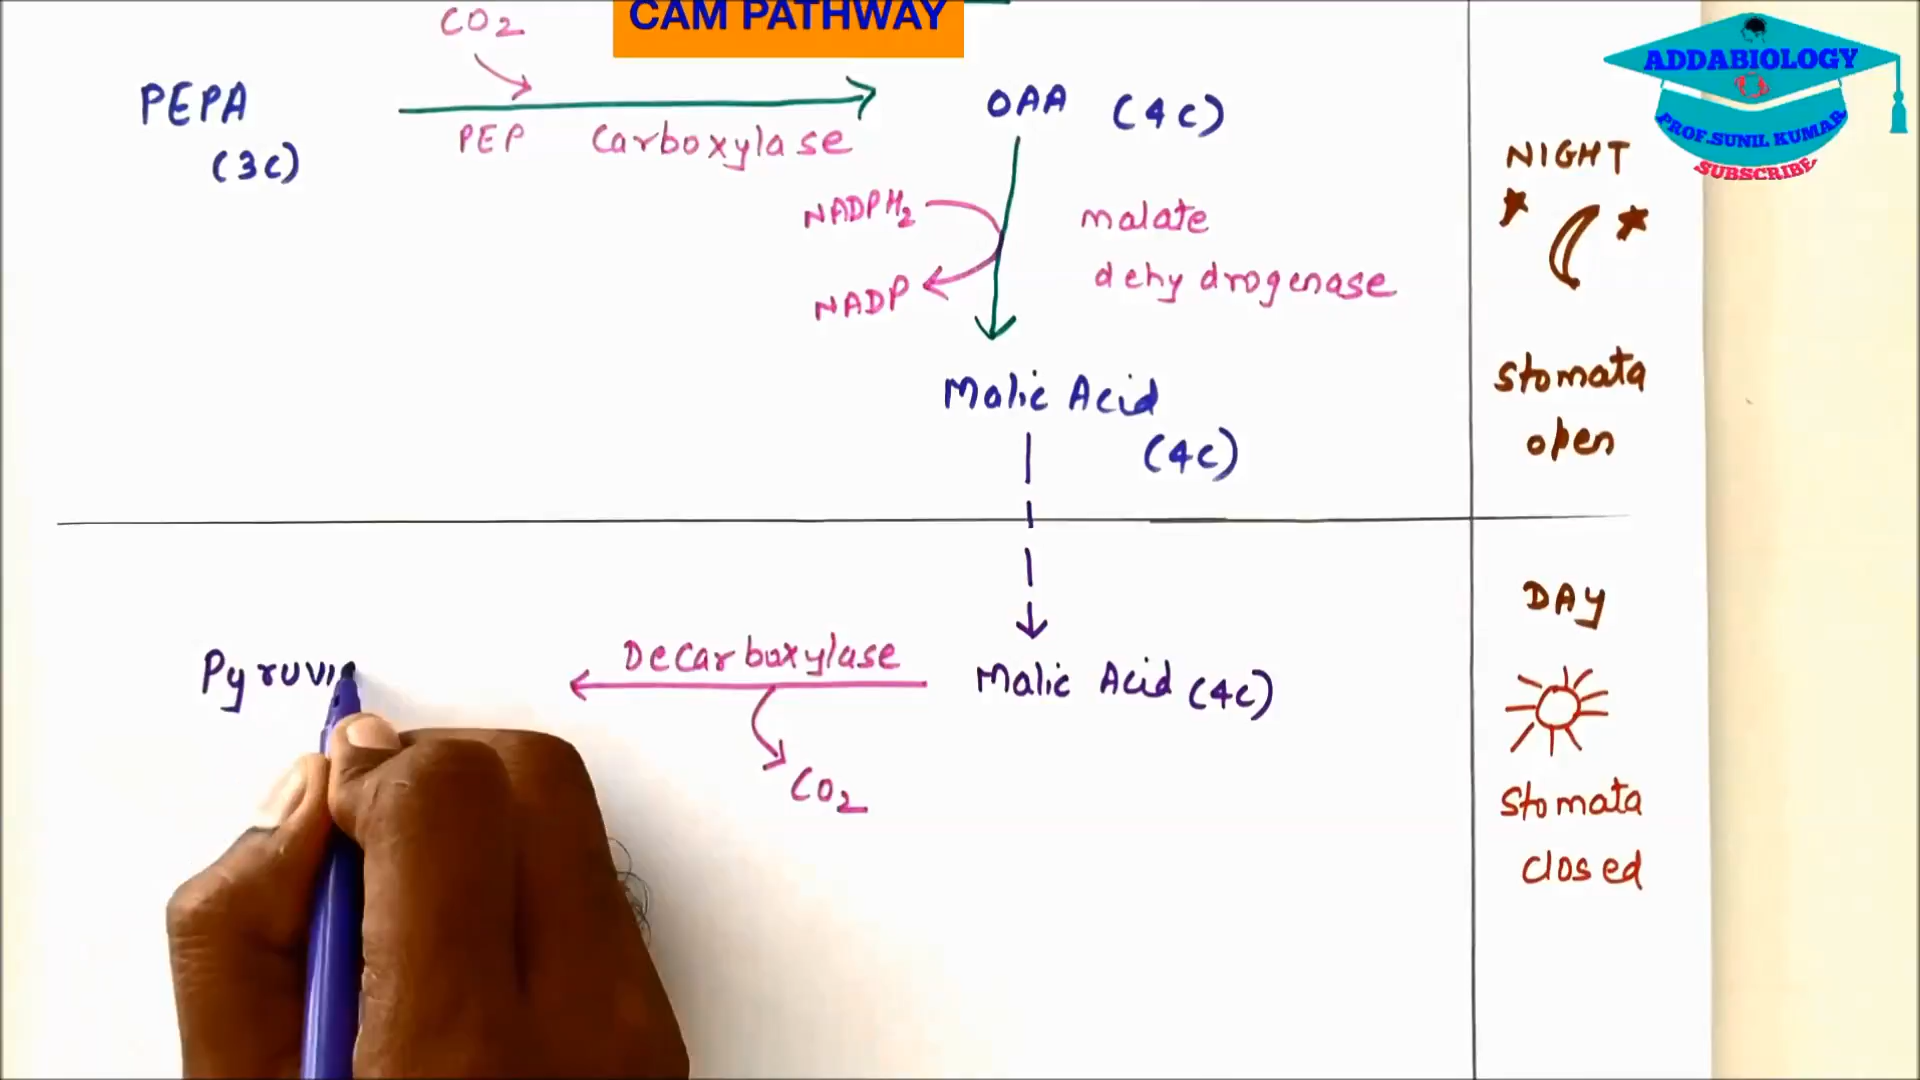 CAM PATHWAY
CO2
PEPA
(3C)
PEP Carboxylase
OAA (4C)
NADPH2
NADP
malate
dehydrogenase
Malic Acid
(4C)
NIGHT
Stomata
open
ADDABIOLOGY
PROF.SUNIL KUMAR
SUBSCRIBE
Malic Acid (4C)
Decarboxylase
CO2
Pyruvi
DAY
Stomata
closed